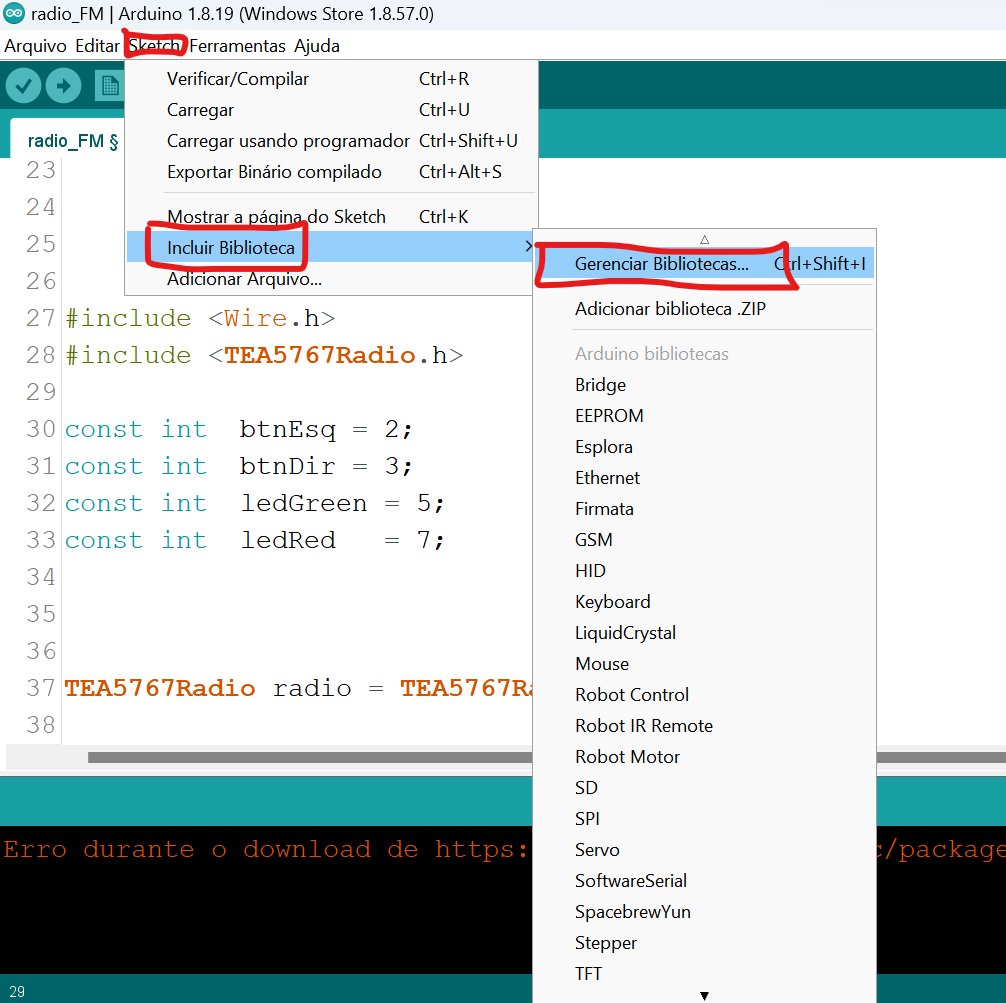 radio_FM | Arduino 1.8.19 (Windows Store 1.8.57.0)
Arquivo Editar Sketch Ferramentas Ajuda
Verificar/Compilar Ctrl+R
Carregar Ctrl+U
Carregar usando programador Ctrl+Shift+U
Exportar Binário compilado Ctrl+Alt+S
Mostrar a página do Sketch Ctrl+K
Incluir Biblioteca
Adicionar Arquivo...
Gerenciar Bibliotecas... Ctrl+Shift+I
Adicionar biblioteca .ZIP
Arduino bibliotecas
Bridge
EEPROM
Esplora
Ethernet
Firmata
GSM
HID
Keyboard
LiquidCrystal
Mouse
Robot Control
Robot IR Remote
Robot Motor
SD
SPI
Servo
SoftwareSerial
SpacebrewYun
Stepper
TFT
radio_FM §
23
24
25
26
27 #include <Wire.h>
28 #include <TEA5767Radio.h>
29
30 const int btnEsq = 2;
31 const int btnDir = 3;
32 const int ledGreen = 5;
33 const int ledRed = 7;
34
35
36
37 TEA5767Radio radio = TEA5767Ra
38
Erro durante o download de https: c/package
29